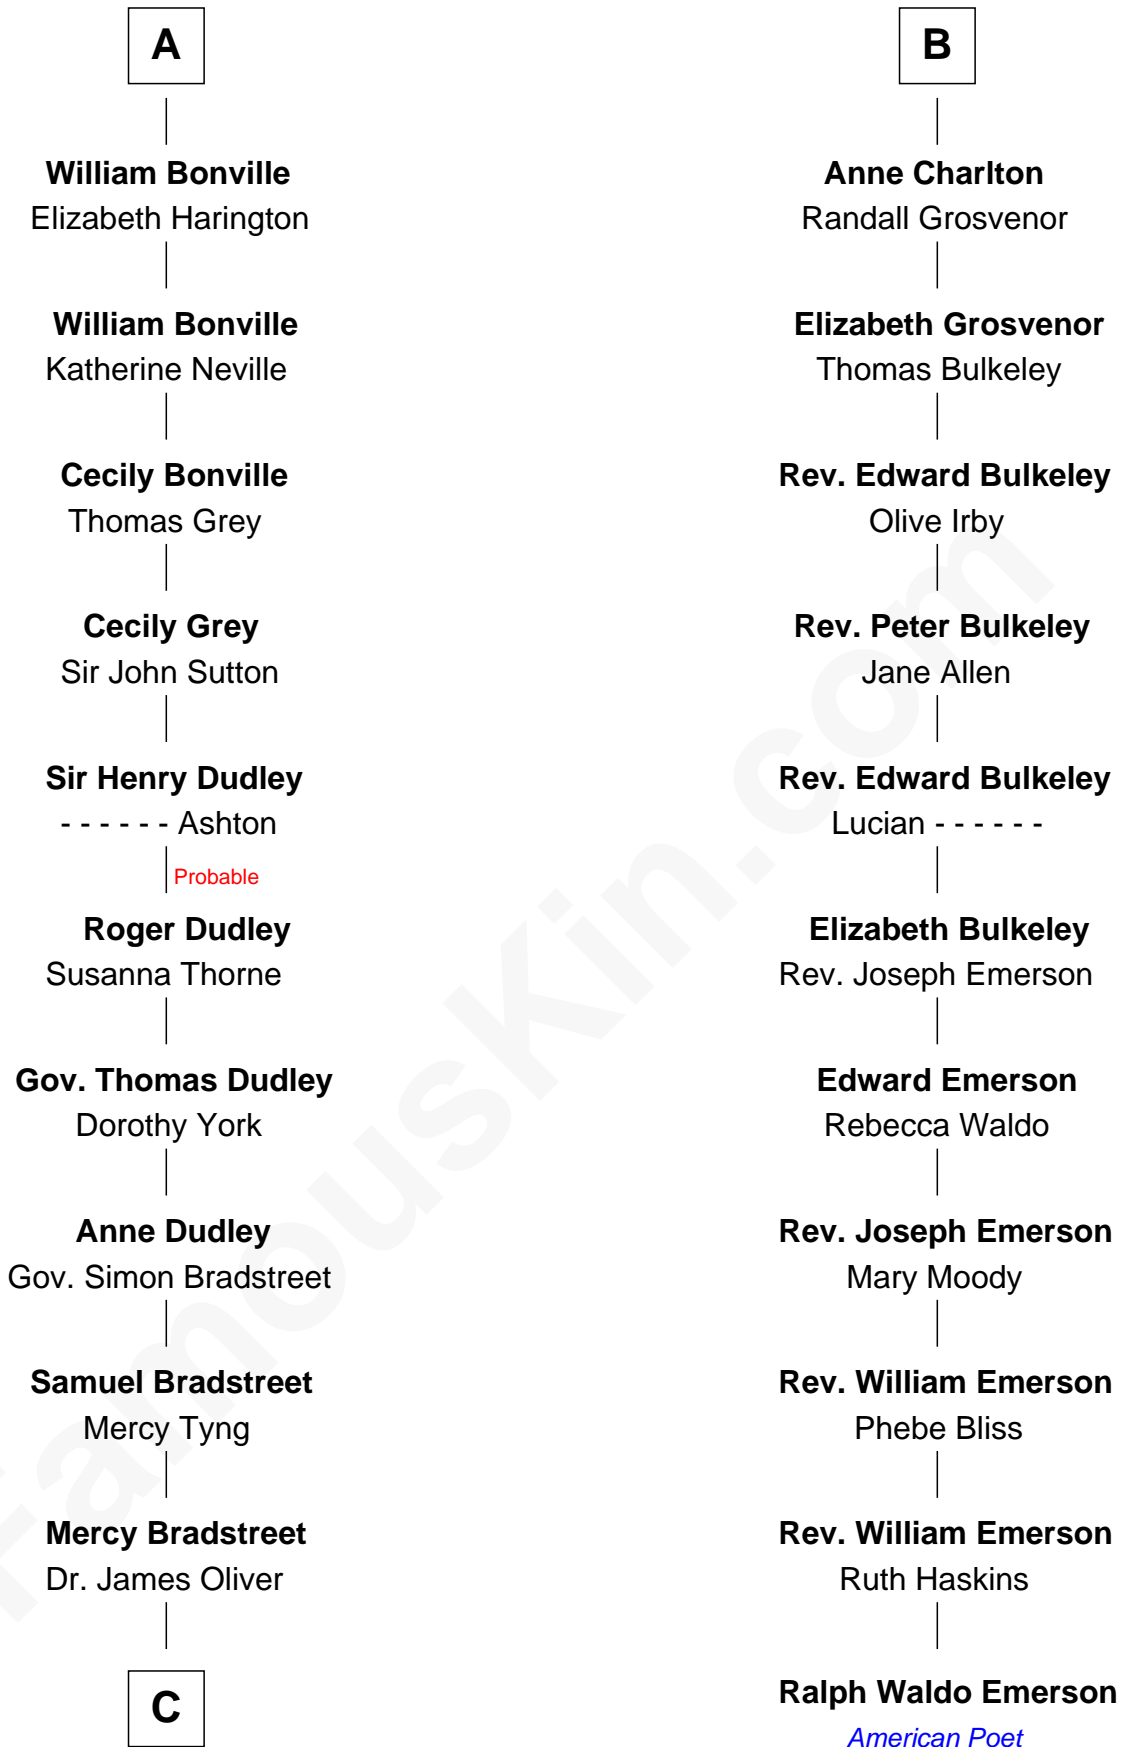 A
William Bonville
Elizabeth Harington
William Bonville
Katherine Neville
Cecily Bonville
Thomas Grey
Cecily Grey
Sir John Sutton
Sir Henry Dudley
- - - - - - Ashton
Probable
Roger Dudley
Susanna Thorne
Gov. Thomas Dudley
Dorothy York
Anne Dudley
Gov. Simon Bradstreet
Samuel Bradstreet
Mercy Tyng
Mercy Bradstreet
Dr. James Oliver
C
B
Anne Charlton
Randall Grosvenor
Elizabeth Grosvenor
Thomas Bulkeley
Rev. Edward Bulkeley
Olive Irby
Rev. Peter Bulkeley
Jane Allen
Rev. Edward Bulkeley
Lucian - - - - - -
Elizabeth Bulkeley
Rev. Joseph Emerson
Edward Emerson
Rebecca Waldo
Rev. Joseph Emerson
Mary Moody
Rev. William Emerson
Phebe Bliss
Rev. William Emerson
Ruth Haskins
Ralph Waldo Emerson
American Poet
FamousKin.com